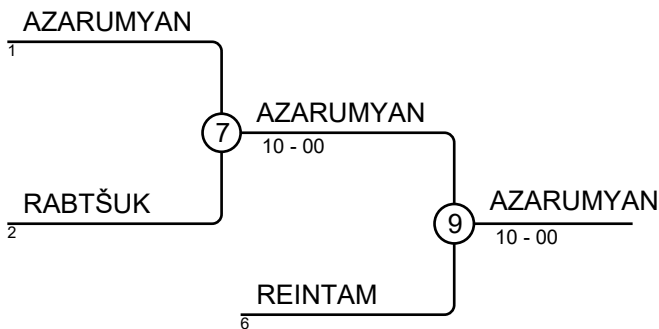 AZARUMYAN
1
7
AZARUMYAN
10 - 00
RABTŠUK
2
9
AZARUMYAN
10 - 00
REINTAM
6